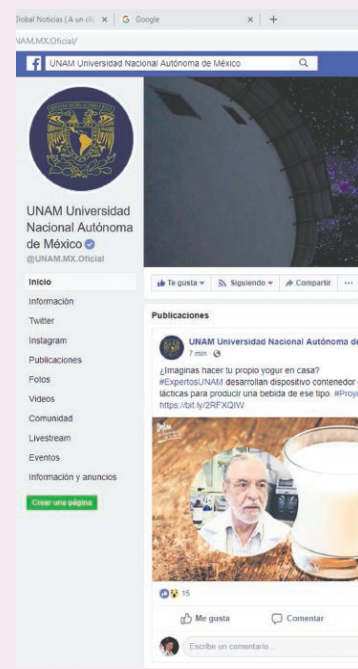 Global Noticias | A un cli
Google
UNAM.MX.Oficial/
UNAM Universidad Nacional Autónoma de México
UNAM Universidad
Nacional Autónoma
de México
@UNAM.MX.Oficial
Inicio
Información
Twitter
Instagram
Publicaciones
Fotos
Videos
Comunidad
Livestream
Eventos
Información y anuncios
Crear una página
Te gusta
Siguiendo
Compartir
Publicaciones
UNAM Universidad Nacional Autónoma de
7 min
¿Imaginas hacer tu propio yogur en casa?
#ExpertosUNAM desarrollan dispositivo contenedor
lácticas para producir una bebida de ese tipo. #Proye
https://bit.ly/2RFXQIW
15
Me gusta
Comentar
Escribe un comentario...